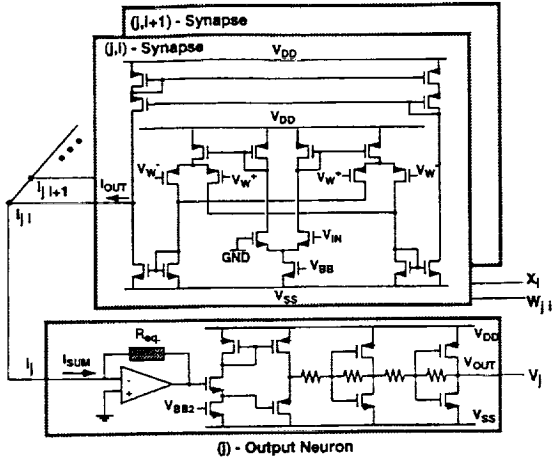 (j,i+1) - Synapse
(j,i) - Synapse
VDD
VDD
VW- VW+ VW+ VW-
IOUT
Ij i+1
Ij i
GND VIN
VBB
VSS
Xi
Wj i
Req.
VDD
Ij ISUM
VOUT
Vj
- +
VBB2
VSS
(j) - Output Neuron